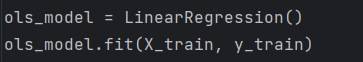 ols_model = LinearRegression()
ols_model.fit(X_train, y_train)